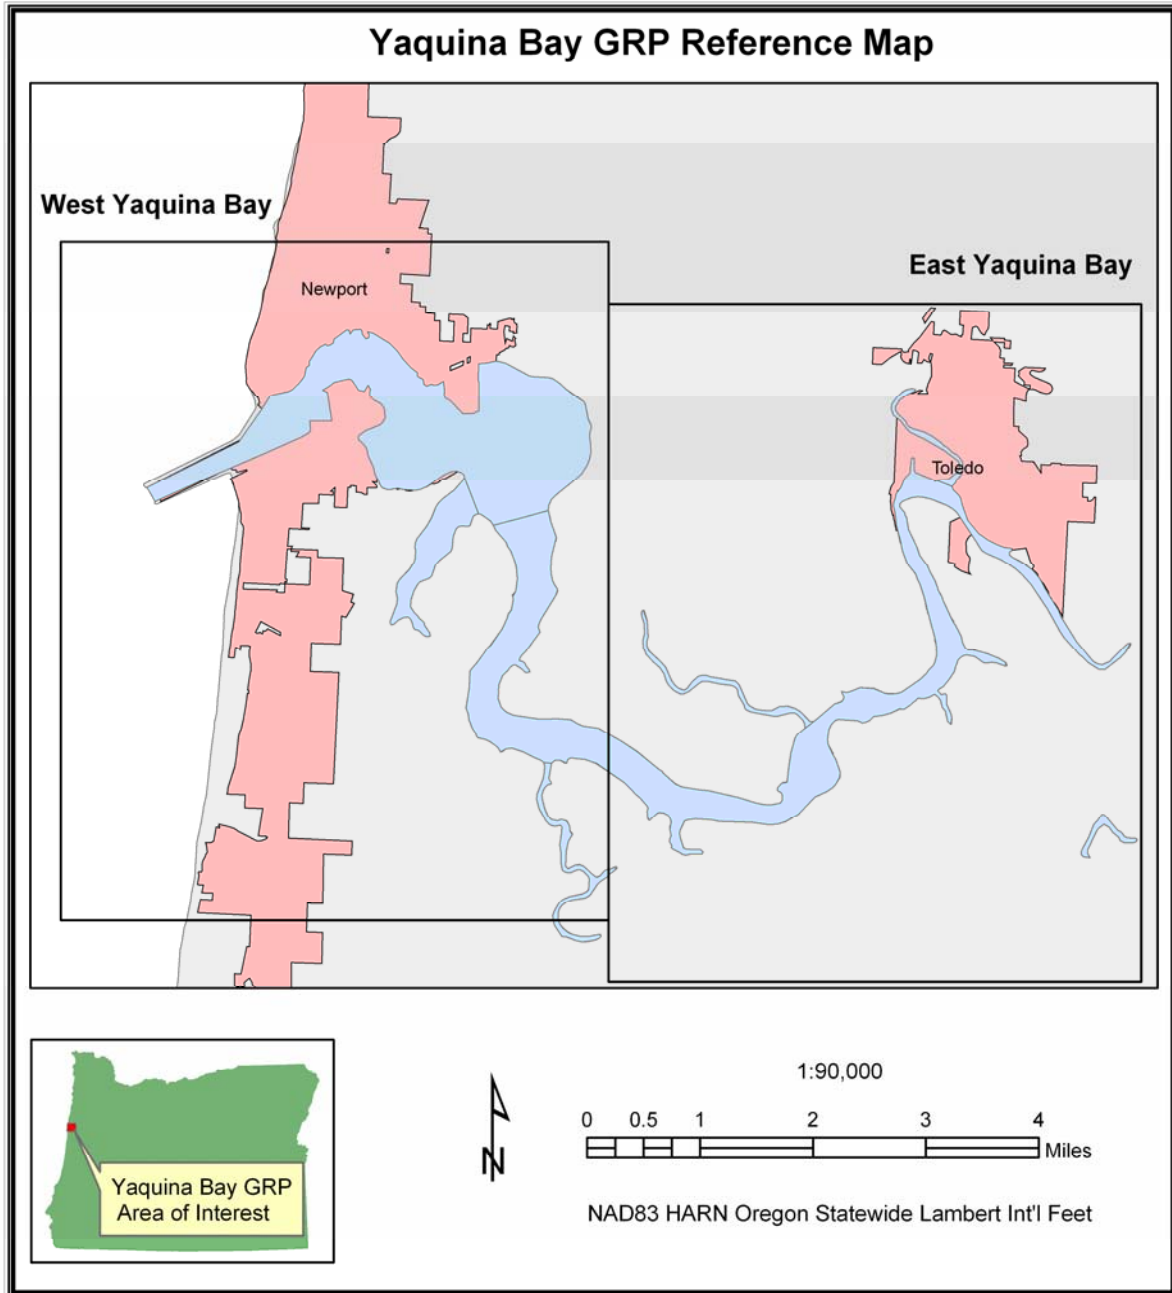 Yaquina Bay GRP Reference Map
West Yaquina Bay
East Yaquina Bay
Newport
Toledo
Yaquina Bay GRP
Area of Interest
N
1:90,000
0 0.5 1 2 3 4
Miles
NAD83 HARN Oregon Statewide Lambert Int'l Feet